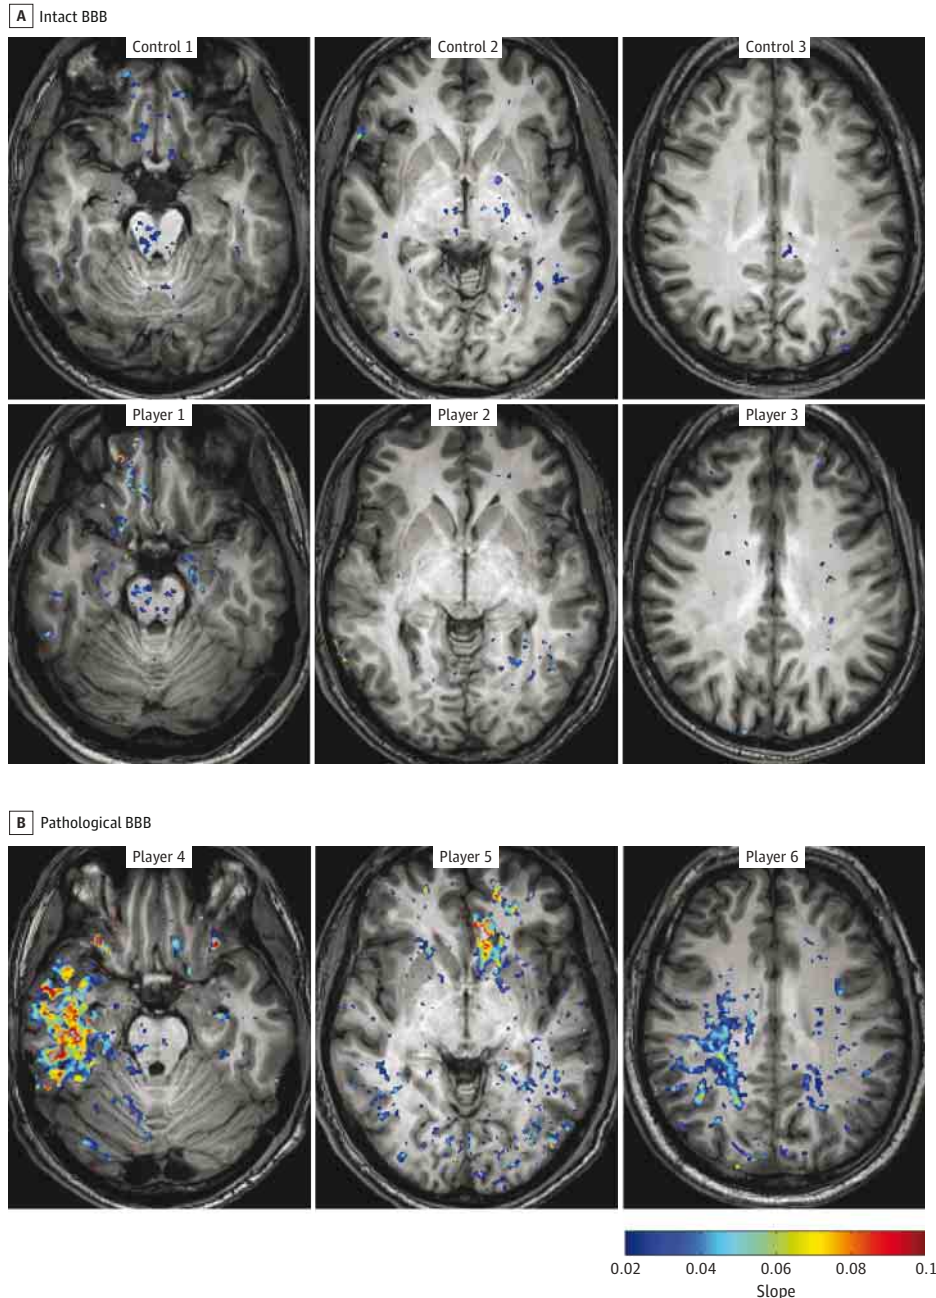 A Intact BBB
Control 1
Control 2
Control 3
Player 1
Player 2
Player 3
B Pathological BBB
Player 4
Player 5
Player 6
0.02 0.04 0.06 0.08 0.1
Slope